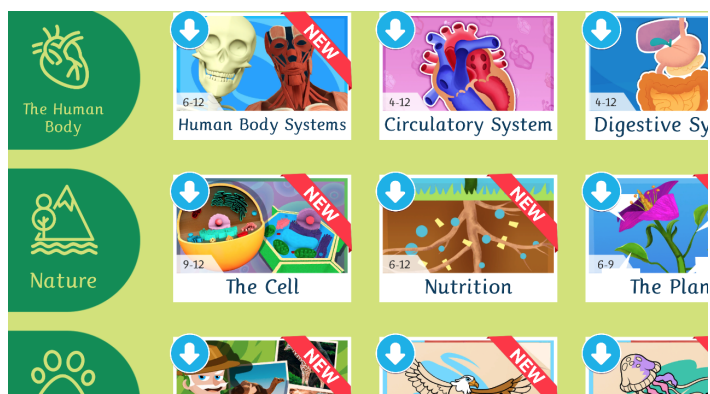 The Human
Body
NEW
6-12
Human Body Systems
4-12
Circulatory System
4-12
Digestive Sy
Nature
NEW
9-12
The Cell
NEW
6-12
Nutrition
6-9
The Plan
NEW
NEW